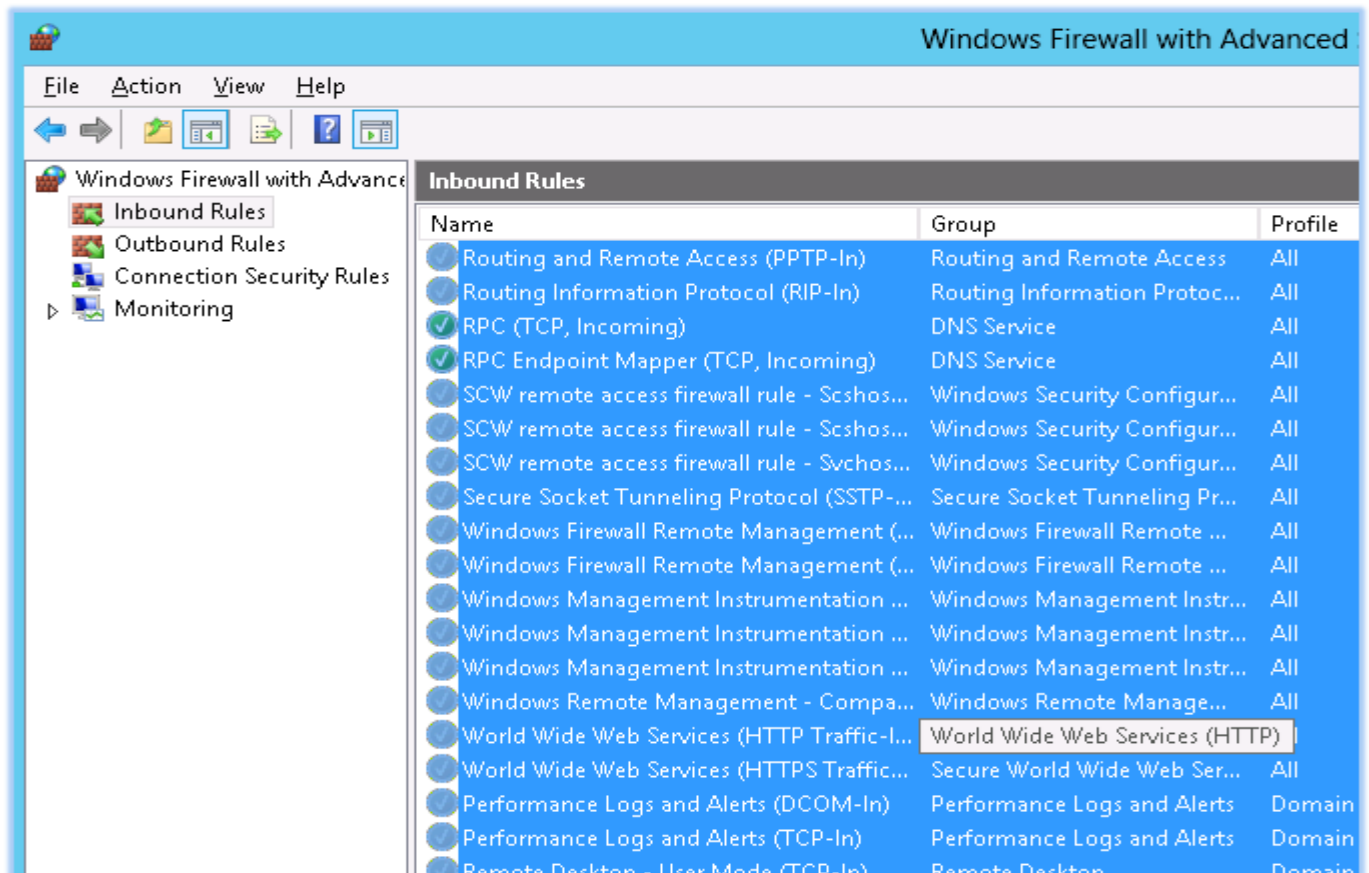 Windows Firewall with Advanced
File Action View Help
Windows Firewall with Advance
Inbound Rules
Outbound Rules
Connection Security Rules
Monitoring
Inbound Rules
Name Group Profile
Routing and Remote Access (PPTP-In) Routing and Remote Access All
Routing Information Protocol (RIP-In) Routing Information Protoc... All
RPC (TCP, Incoming) DNS Service All
RPC Endpoint Mapper (TCP, Incoming) DNS Service All
SCW remote access firewall rule - Scshos... Windows Security Configur... All
SCW remote access firewall rule - Scshos... Windows Security Configur... All
SCW remote access firewall rule - Svchos... Windows Security Configur... All
Secure Socket Tunneling Protocol (SSTP-... Secure Socket Tunneling Pr... All
Windows Firewall Remote Management (... Windows Firewall Remote ... All
Windows Firewall Remote Management (... Windows Firewall Remote ... All
Windows Management Instrumentation ... Windows Management Instr... All
Windows Management Instrumentation ... Windows Management Instr... All
Windows Management Instrumentation ... Windows Management Instr... All
Windows Remote Management - Compa... Windows Remote Manage... All
World Wide Web Services (HTTP Traffic-I... World Wide Web Services (HTTP)
World Wide Web Services (HTTPS Traffic... Secure World Wide Web Ser... All
Performance Logs and Alerts (DCOM-In) Performance Logs and Alerts Domain
Performance Logs and Alerts (TCP-In) Performance Logs and Alerts Domain
Remote Desktop - User Mode (TCP-In) Remote Desktop Domain